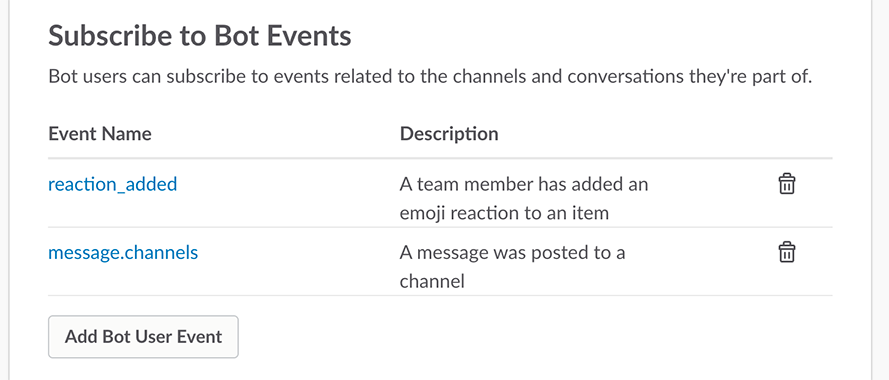 Subscribe to Bot Events
Bot users can subscribe to events related to the channels and conversations they're part of.
Event Name Description
reaction_added A team member has added an
emoji reaction to an item
message.channels A message was posted to a
channel
Add Bot User Event